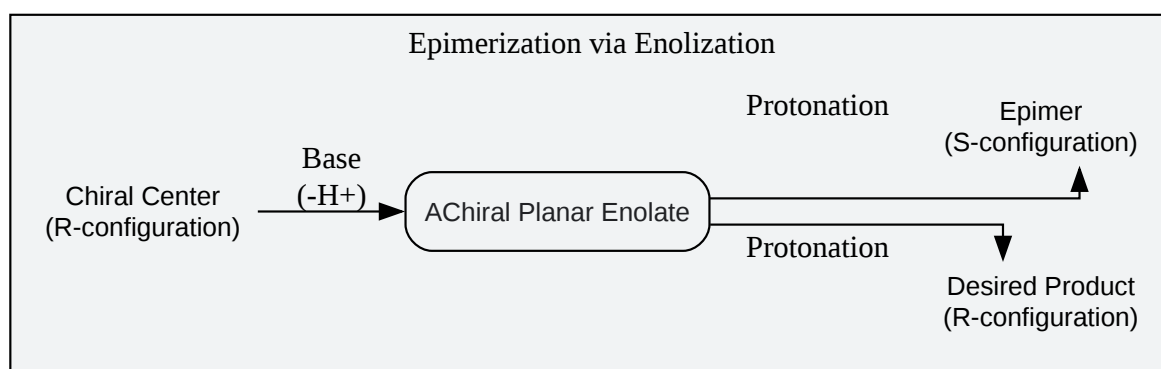 Epimerization via Enolization
Protonation
Epimer
(S-configuration)
Base
(-H+)
Chiral Center
(R-configuration)
AChiral Planar Enolate
Protonation
Desired Product
(R-configuration)